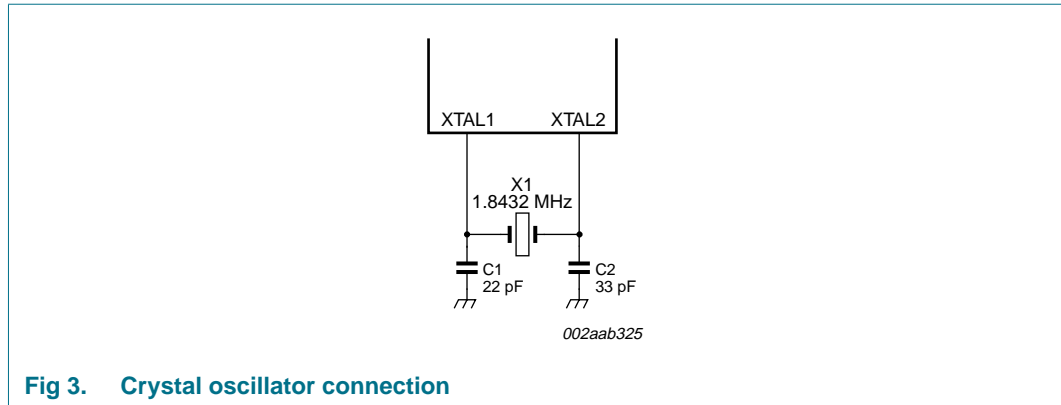 XTAL1 XTAL2
X1
1.8432 MHz
C1
22 pF
C2
33 pF
002aab325
Fig 3. Crystal oscillator connection